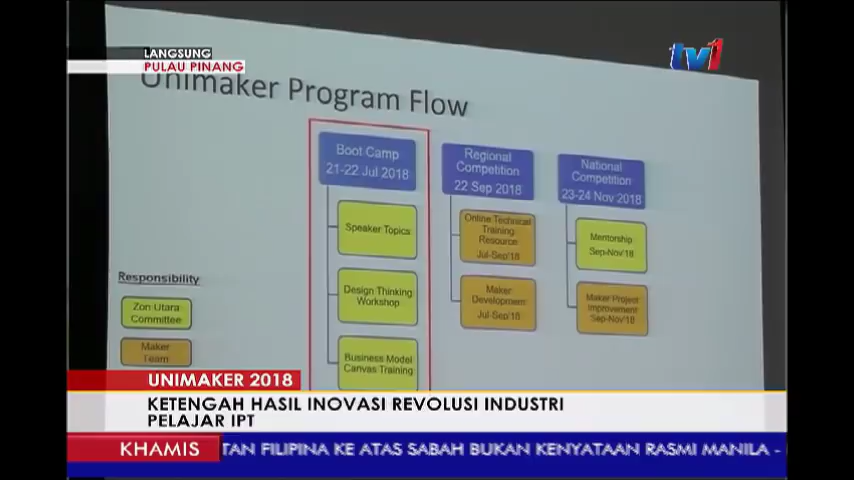 LANGSUNG
PULAU PINANG
tv1
Unimaker Program Flow
Boot Camp
21-22 Jul 2018
Speaker Topics
Design Thinking
Workshop
Business Model
Canvas Training
Regional
Competition
22 Sep 2018
Online Technical
Training
Resource
Jul-Sep'18
Maker
Development
Jul-Sep'18
National
Competition
23-24 Nov 2018
Mentorship
Sep-Nov'18
Maker Project
Improvement
Sep-Nov'18
Responsibility
Zon Utara
Committee
Maker
Team
UNIMAKER 2018
KETENGAH HASIL INOVASI REVOLUSI INDUSTRI
PELAJAR IPT
KHAMIS
TAN FILIPINA KE ATAS SABAH BUKAN KENYATAAN RASMI MANILA -